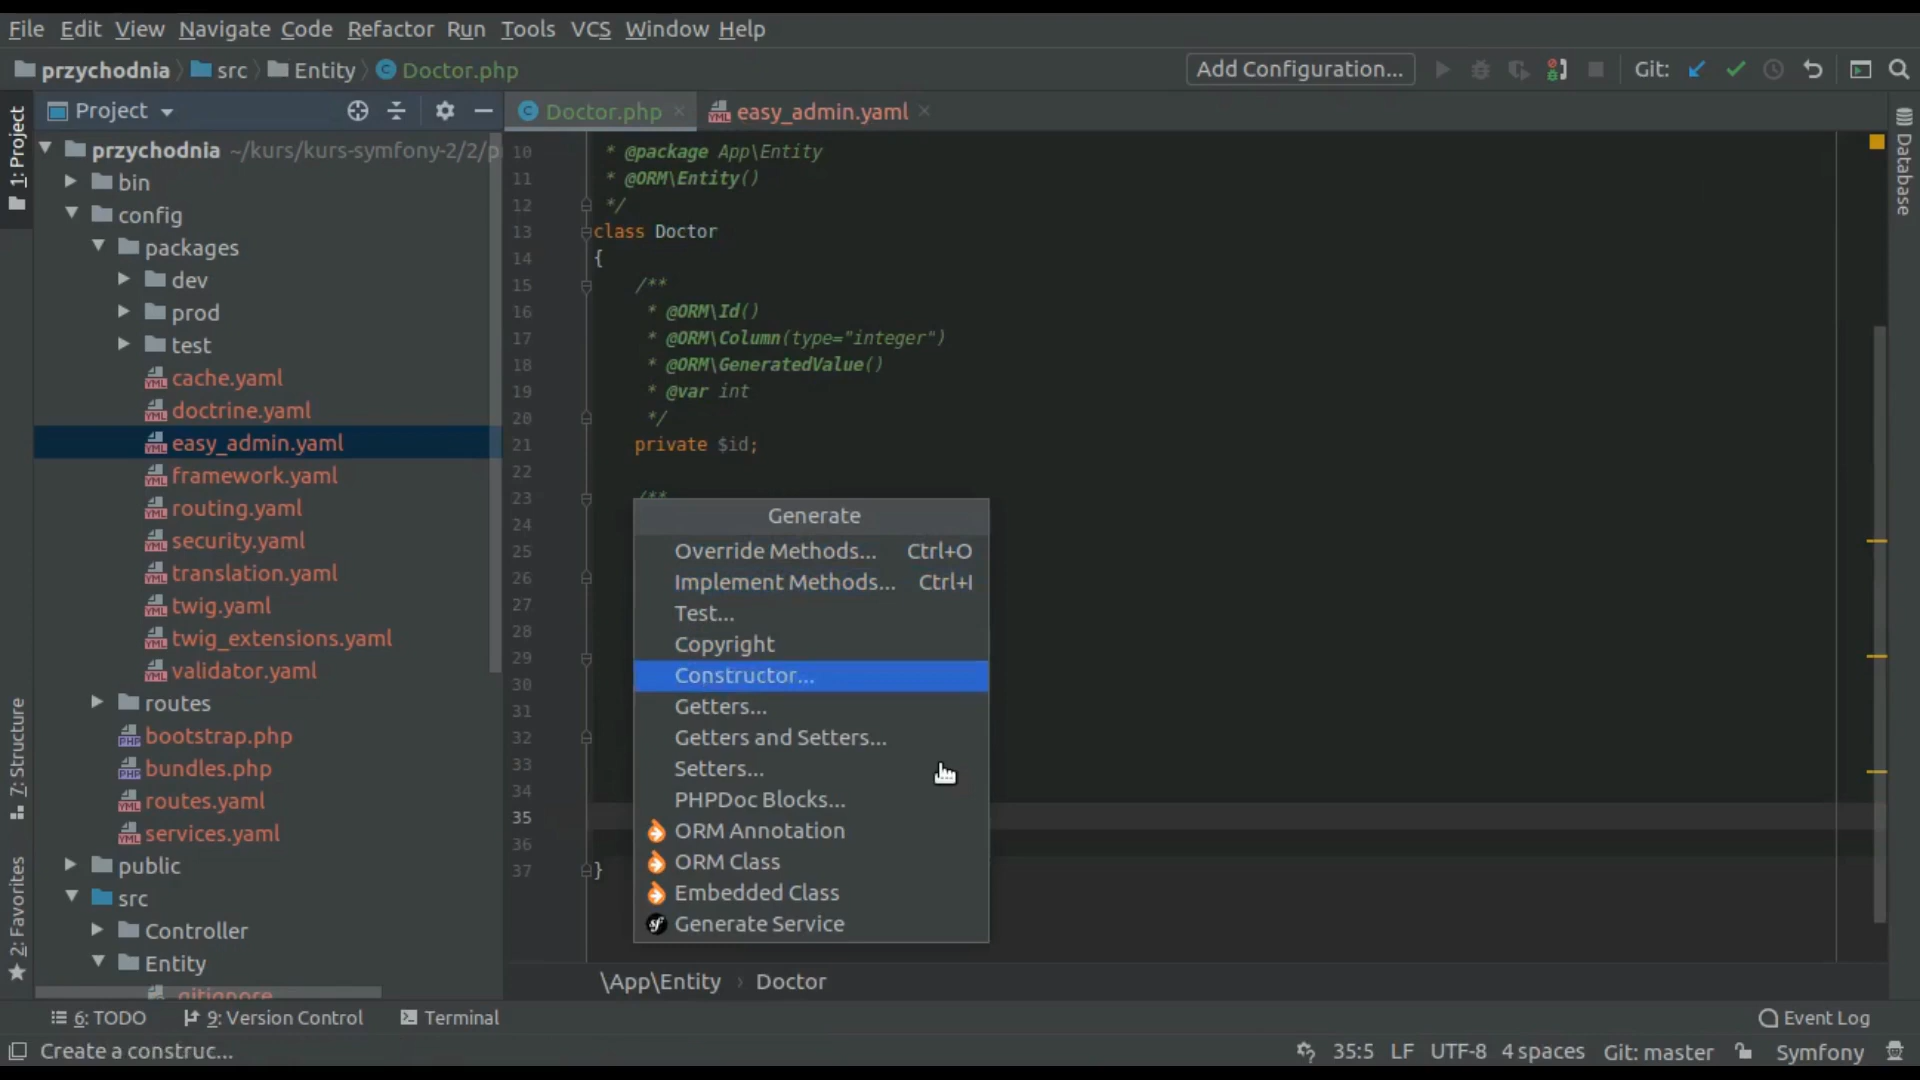 File Edit View Navigate Code Refactor Run Tools VCS Window Help
przychodnia src Entity Doctor.php Add Configuration... Git:
Project Doctor.php easy_admin.yaml
1: Project
7: Structure
2: Favorites
Database
przychodnia ~/kurs/kurs-symfony-2/2/p
bin
config
packages
dev
prod
test
cache.yaml
doctrine.yaml
easy_admin.yaml
framework.yaml
routing.yaml
security.yaml
translation.yaml
twig.yaml
twig_extensions.yaml
validator.yaml
routes
bootstrap.php
bundles.php
routes.yaml
services.yaml
public
src
Controller
Entity
.gitignore
10 * @package App\Entity
11 * @ORM\Entity()
12 */
13 class Doctor
14 {
15 /**
16 * @ORM\Id()
17 * @ORM\Column(type="integer")
18 * @ORM\GeneratedValue()
19 * @var int
20 */
21 private $id;
22
23 /**
24
25
26
27
28
29
30
31
32
33
34
35
36
37 }
Generate
Override Methods... Ctrl+O
Implement Methods... Ctrl+I
Test...
Copyright
Constructor...
Getters...
Getters and Setters...
Setters...
PHPDoc Blocks...
ORM Annotation
ORM Class
Embedded Class
Generate Service
\App\Entity › Doctor
6: TODO 9: Version Control Terminal Event Log
Create a construc... 35:5 LF UTF-8 4 spaces Git: master Symfony